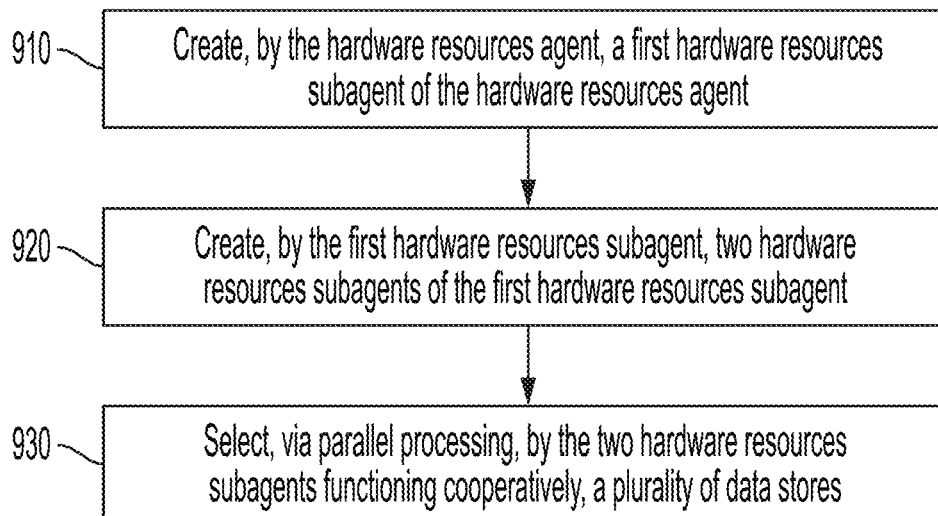 910
Create, by the hardware resources agent, a first hardware resources
subagent of the hardware resources agent
920
Create, by the first hardware resources subagent, two hardware
resources subagents of the first hardware resources subagent
930
Select, via parallel processing, by the two hardware resources
subagents functioning cooperatively, a plurality of data stores